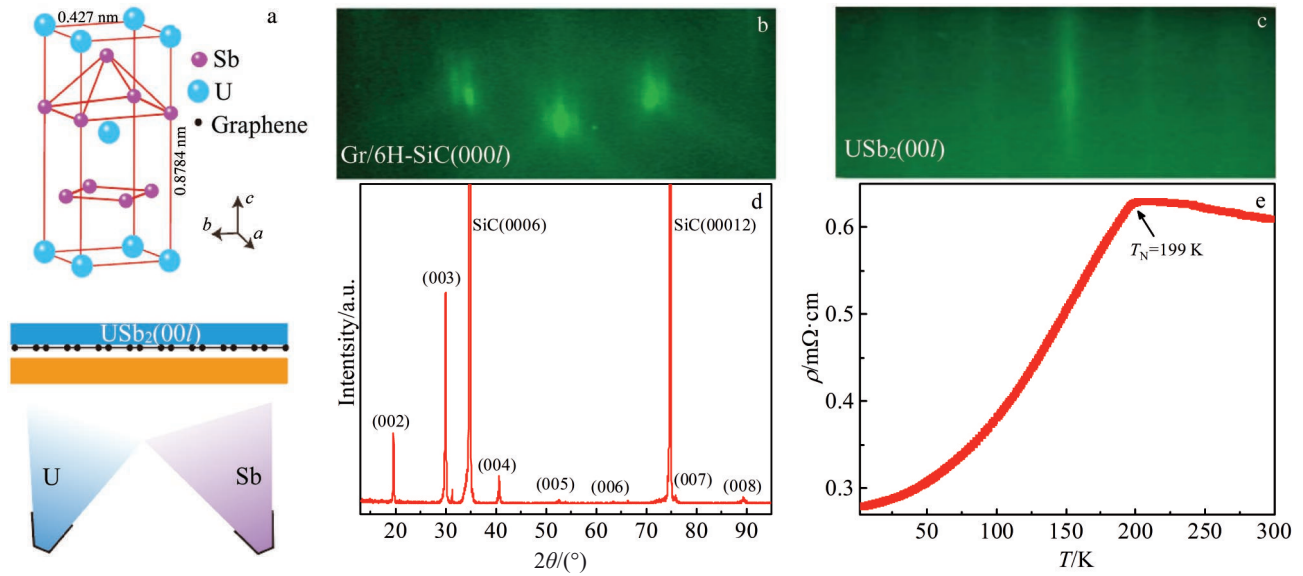 a
0.427 nm
Sb
U
Graphene
0.8784 nm
c
b
a
USb₂(00l)
U
Sb
b
Gr/6H-SiC(000l)
c
USb₂(00l)
d
SiC(0006)
SiC(00012)
(003)
(002)
(004)
(005)
(006)
(007)
(008)
Intentsity/a.u.
20 30 40 50 60 70 80 90
2θ/(°)
e
0.6
0.5
0.4
0.3
T_N=199 K
ρ/mΩ·cm
50 100 150 200 250 300
T/K